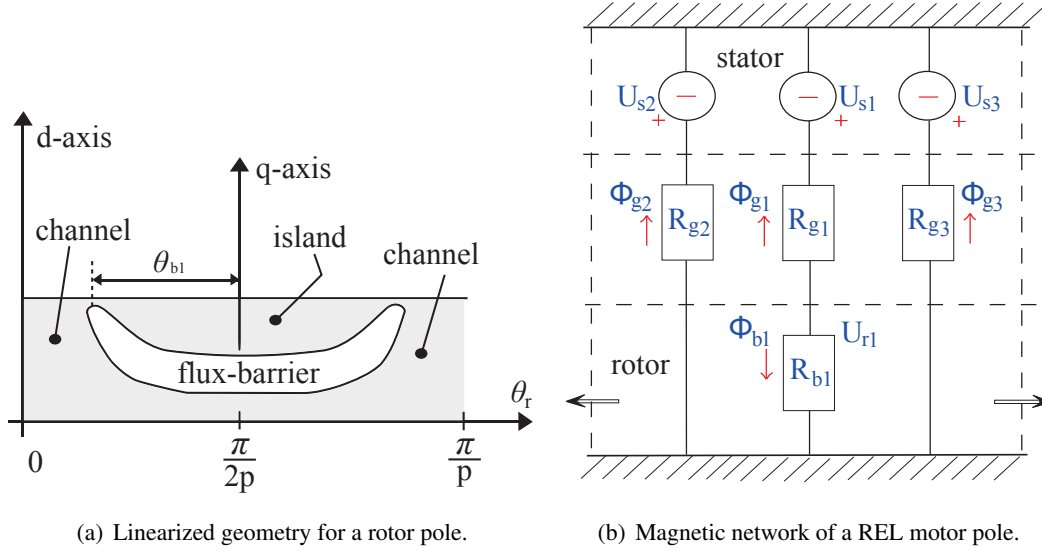 d-axis
q-axis
channel
island
channel
θb1
flux-barrier
θr
0
π/2p
π/p
(a) Linearized geometry for a rotor pole.
stator
Us2
−
+
−
Us1
+
−
Us3
+
Φg2
Rg2
Φg1
Rg1
Rg3
Φg3
Φb1
Ur1
rotor
Rb1
(b) Magnetic network of a REL motor pole.